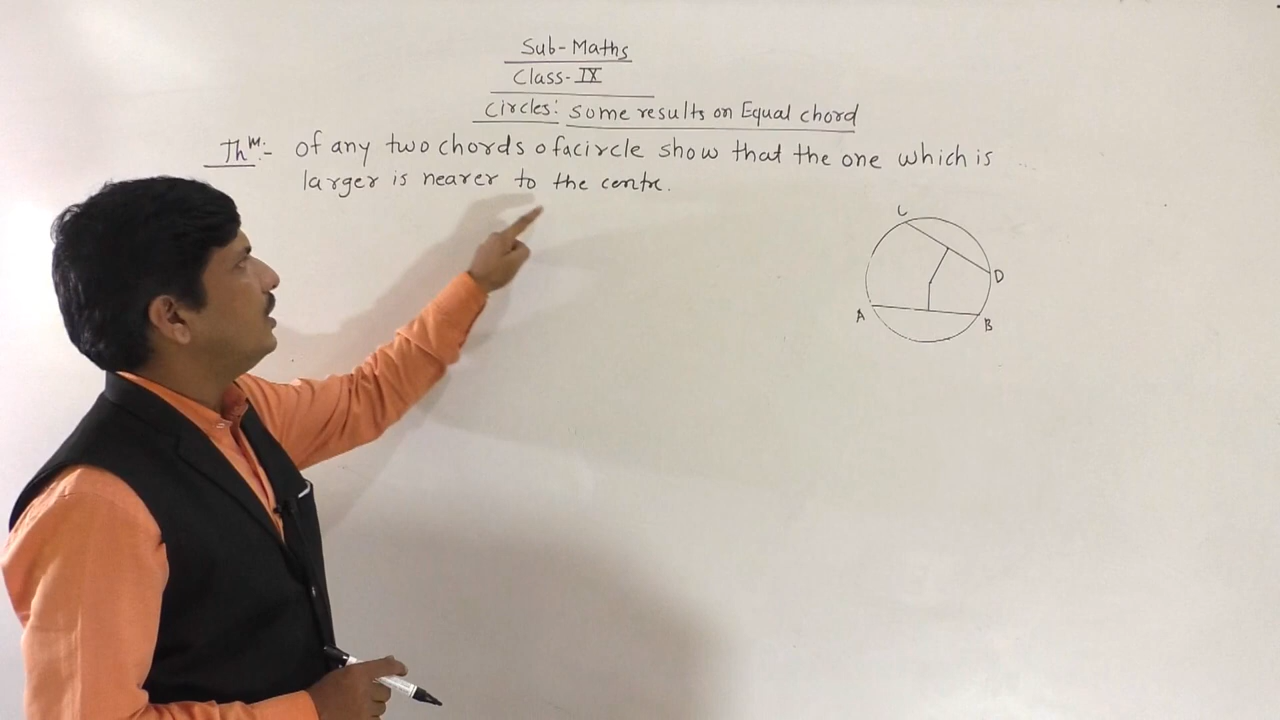 Sub-Maths
Class-IX
Circles: some results on Equal chord
Thm:- of any two chords of a circle show that the one which is
larger is nearer to the centre.
C
D
A
B